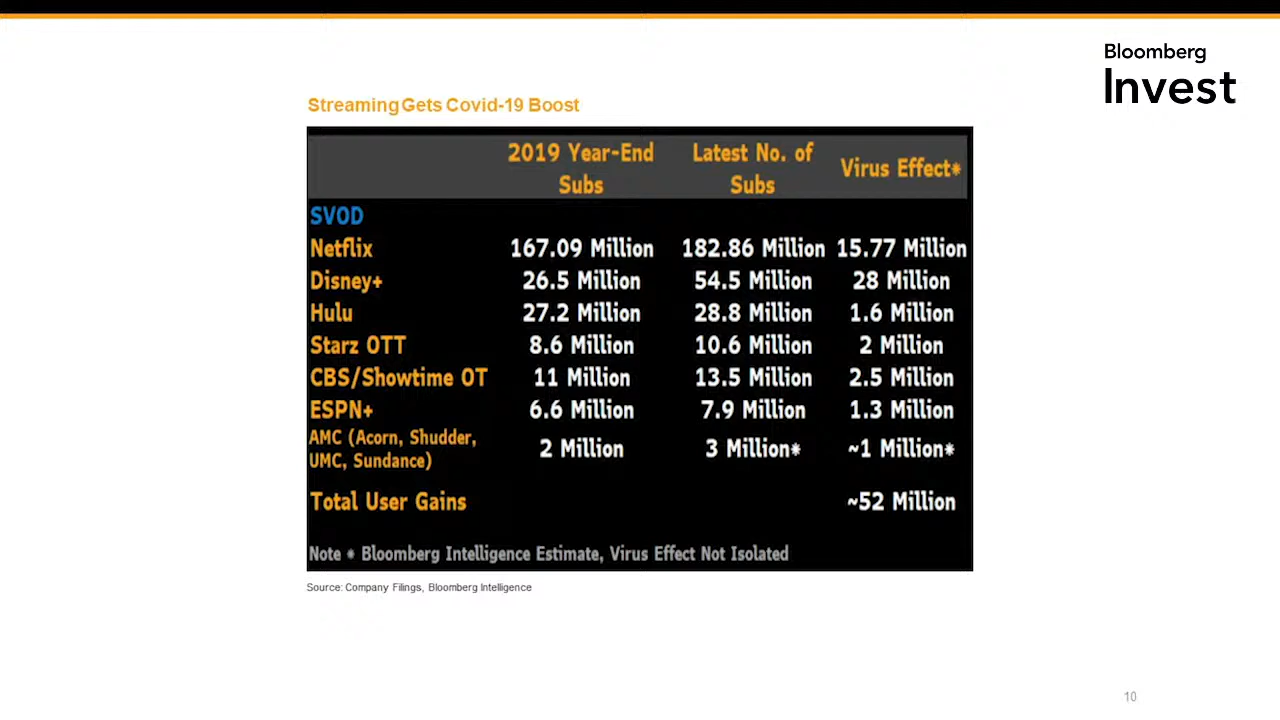 Bloomberg
Invest
Streaming Gets Covid-19 Boost
2019 Year-End Subs Latest No. of Subs Virus Effect*
SVOD
Netflix 167.09 Million 182.86 Million 15.77 Million
Disney+ 26.5 Million 54.5 Million 28 Million
Hulu 27.2 Million 28.8 Million 1.6 Million
Starz OTT 8.6 Million 10.6 Million 2 Million
CBS/Showtime OT 11 Million 13.5 Million 2.5 Million
ESPN+ 6.6 Million 7.9 Million 1.3 Million
AMC (Acorn, Shudder,
UMC, Sundance) 2 Million 3 Million* ~1 Million*
Total User Gains ~52 Million
Note * Bloomberg Intelligence Estimate, Virus Effect Not Isolated
Source: Company Filings, Bloomberg Intelligence
10